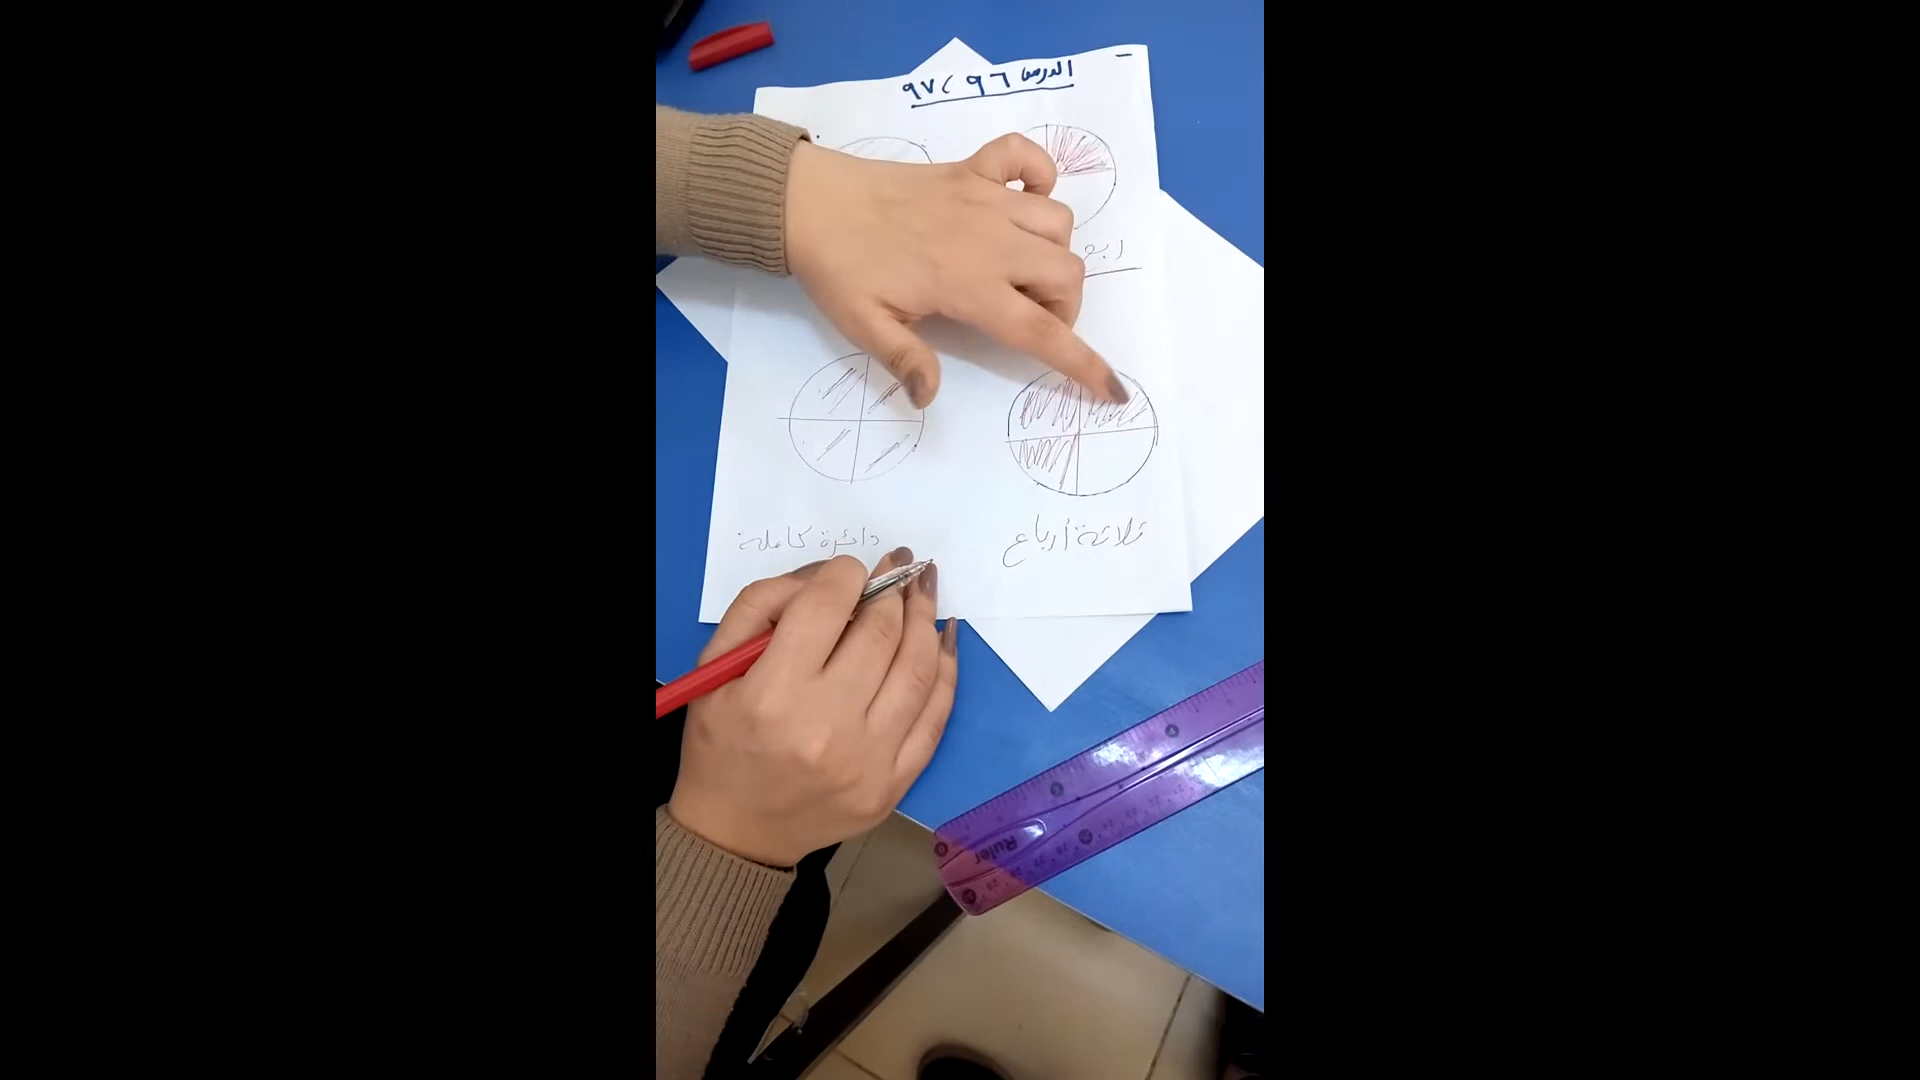 الدرس ٩٦ ، ٩٧
ثلاثة أرباع
دائرة كاملة
Ruler